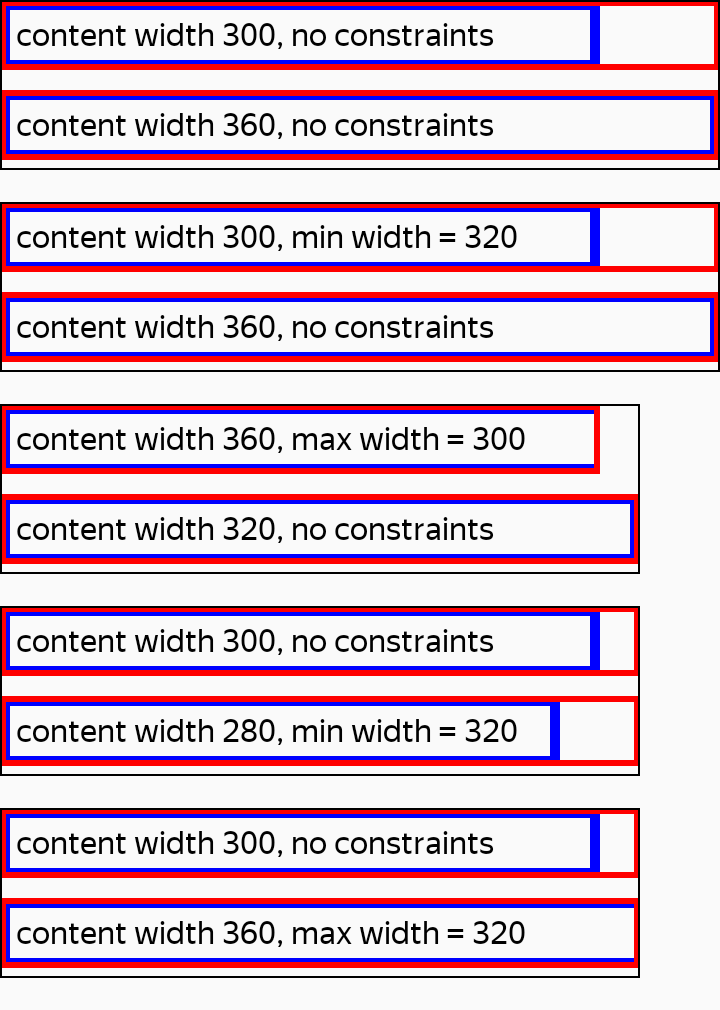 content width 300, no constraints
content width 360, no constraints
content width 300, min width = 320
content width 360, no constraints
content width 360, max width = 300
content width 320, no constraints
content width 300, no constraints
content width 280, min width = 320
content width 300, no constraints
content width 360, max width = 320